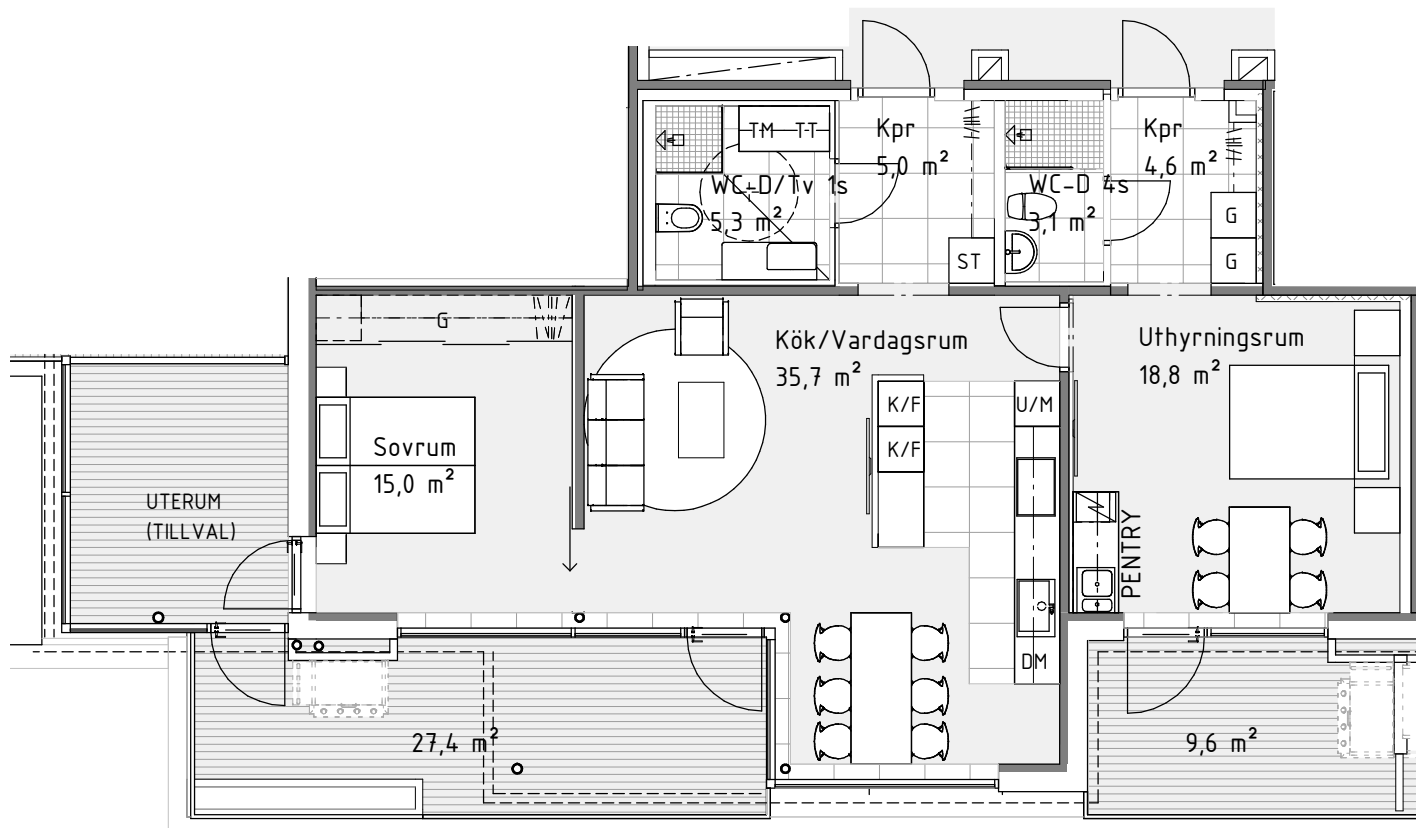 TM T-T
Kpr
5,0 m²
Kpr
4,6 m²
WC-D/Tv 1s
5,3 m²
WC-D 4s
3,1 m²
G
G
ST
G
Kök/Vardagsrum
35,7 m²
Uthyrningsrum
18,8 m²
K/F
U/M
K/F
Sovrum
15,0 m²
UTERUM
(TILLVAL)
PENTRY
DM
27,4 m²
9,6 m²